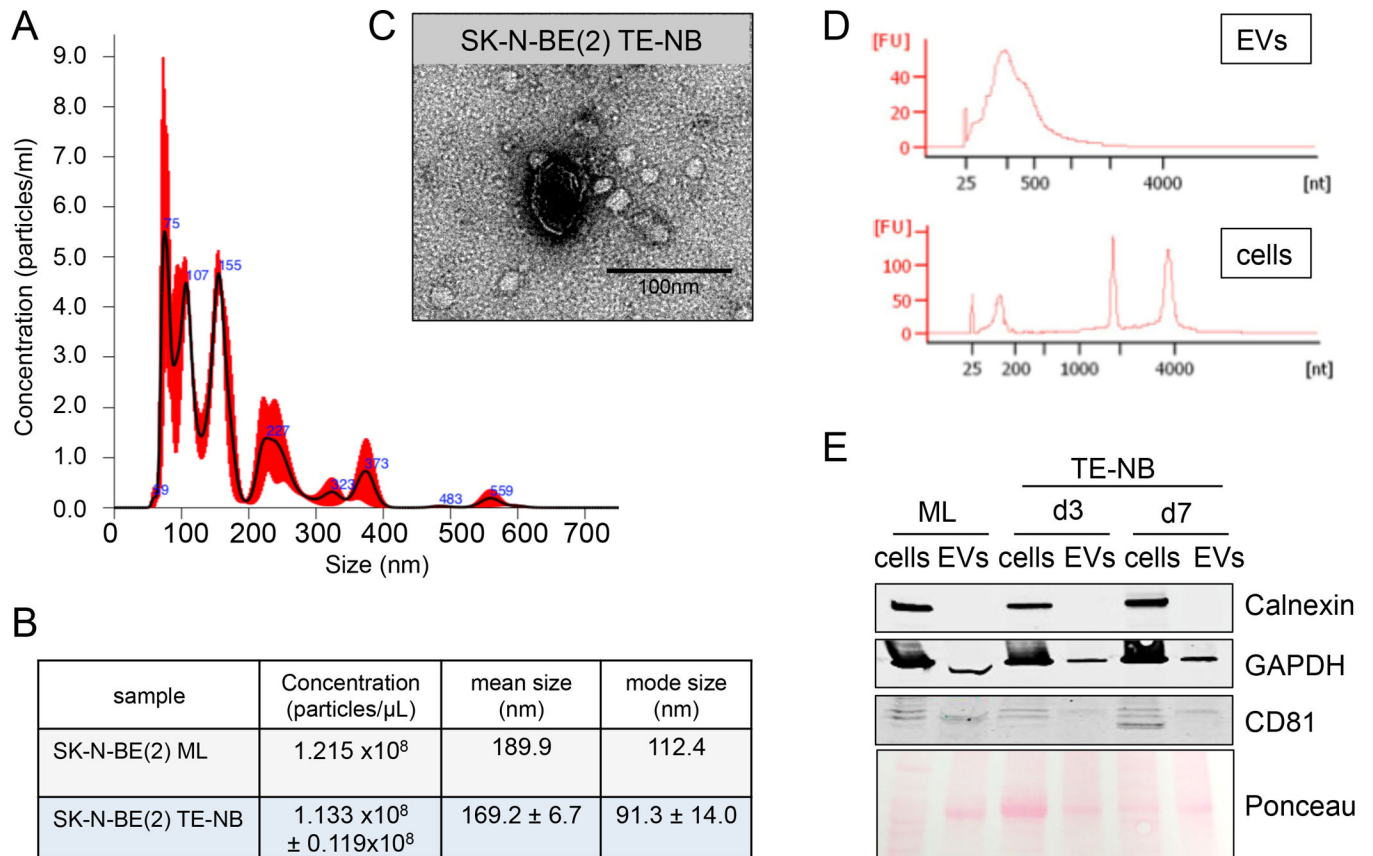 A
Concentration (particles/ml)
9.0
8.0
7.0
6.0
5.0
4.0
3.0
2.0
1.0
0.0
75
107
155
227
323
373
483
559
0 100 200 300 400 500 600 700
Size (nm)
B
sample
Concentration (particles/µL)
mean size (nm)
mode size (nm)
SK-N-BE(2) ML 1.215 x10⁸ 189.9 112.4
SK-N-BE(2) TE-NB 1.133 x10⁸ ± 0.119x10⁸ 169.2 ± 6.7 91.3 ± 14.0
C
SK-N-BE(2) TE-NB
100nm
D
[FU]
EVs
40
20
0
25 500 4000 [nt]
[FU]
cells
100
50
0
25 200 1000 4000 [nt]
E
TE-NB
ML d3 d7
cells EVs cells EVs cells EVs
Calnexin
GAPDH
CD81
Ponceau